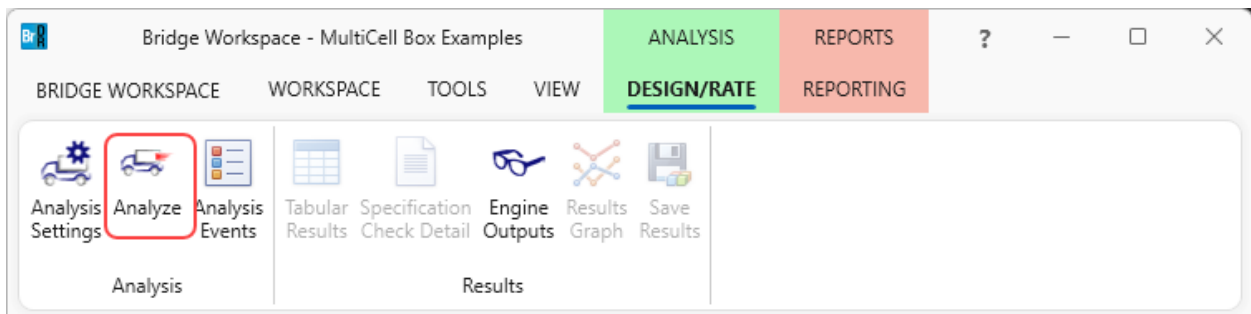 Br DR Bridge Workspace - MultiCell Box Examples ANALYSIS REPORTS ?
BRIDGE WORKSPACE WORKSPACE TOOLS VIEW DESIGN/RATE REPORTING
Analysis Analyze Analysis Tabular Specification Engine Results Save
Settings Events Results Check Detail Outputs Graph Results
Analysis Results